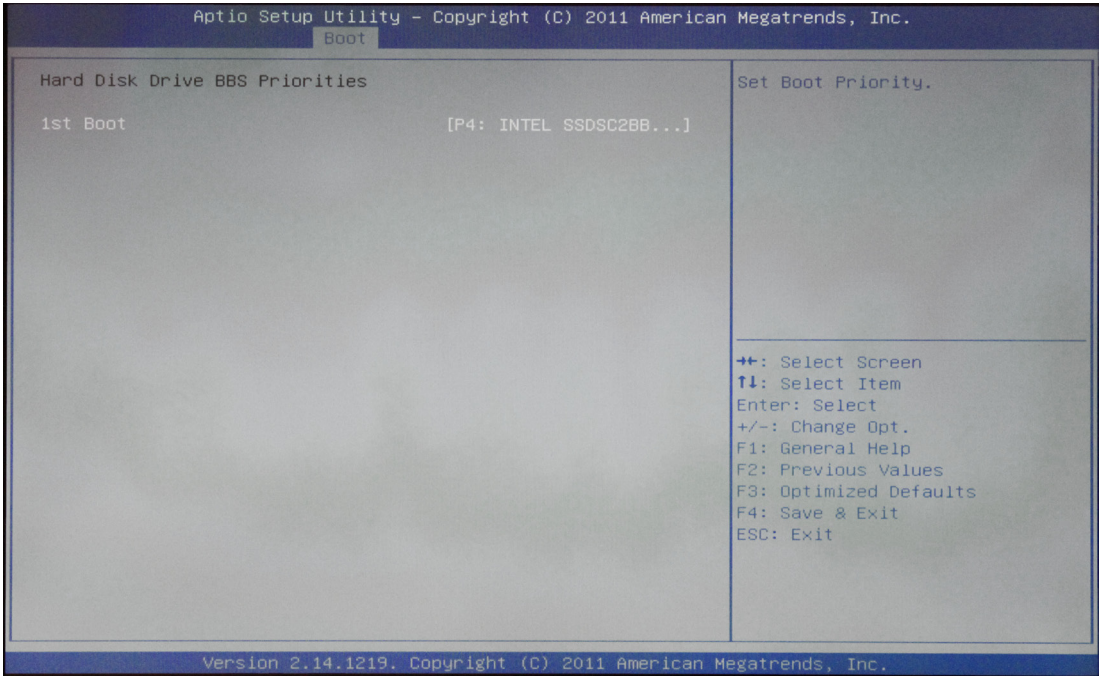 Aptio Setup Utility – Copyright (C) 2011 American Megatrends, Inc.
Boot
Hard Disk Drive BBS Priorities
1st Boot [P4: INTEL SSDSC2BB...]
Set Boot Priority.
→←: Select Screen
↑↓: Select Item
Enter: Select
+/-: Change Opt.
F1: General Help
F2: Previous Values
F3: Optimized Defaults
F4: Save & Exit
ESC: Exit
Version 2.14.1219. Copyright (C) 2011 American Megatrends, Inc.